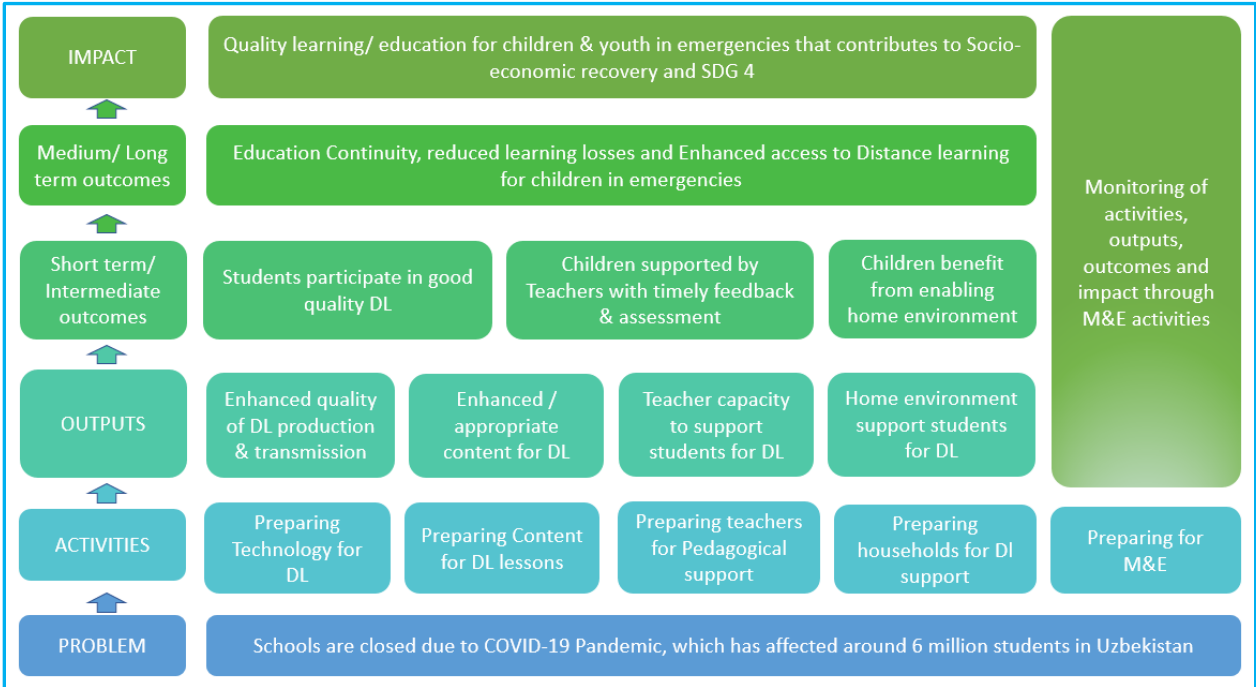 IMPACT
Quality learning/ education for children & youth in emergencies that contributes to Socio-
economic recovery and SDG 4
Medium/ Long
term outcomes
Education Continuity, reduced learning losses and Enhanced access to Distance learning
for children in emergencies
Monitoring of
activities,
outputs,
outcomes and
impact through
M&E activities
Short term/
Intermediate
outcomes
Students participate in good
quality DL
Children supported by
Teachers with timely feedback
& assessment
Children benefit
from enabling
home environment
OUTPUTS
Enhanced quality
of DL production
& transmission
Enhanced /
appropriate
content for DL
Teacher capacity
to support
students for DL
Home environment
support students
for DL
ACTIVITIES
Preparing
Technology for
DL
Preparing Content
for DL lessons
Preparing teachers
for Pedagogical
support
Preparing
households for Dl
support
Preparing for
M&E
PROBLEM
Schools are closed due to COVID-19 Pandemic, which has affected around 6 million students in Uzbekistan